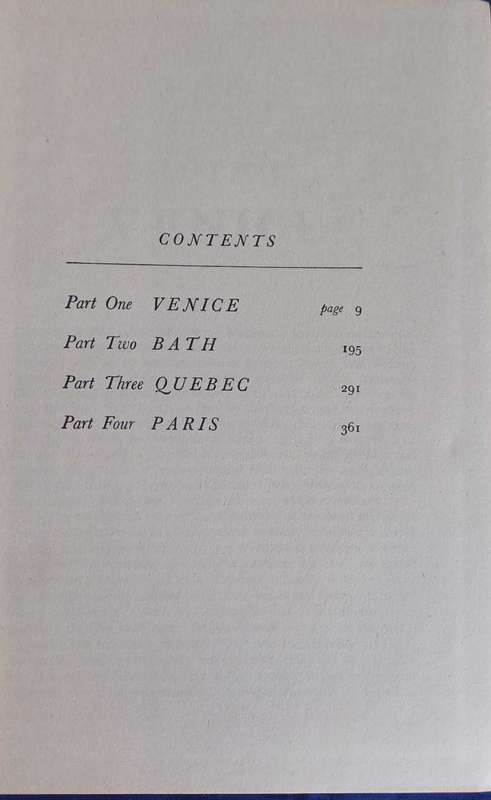 CONTENTS
Part One VENICE page 9
Part Two BATH 195
Part Three QUEBEC 291
Part Four PARIS 361